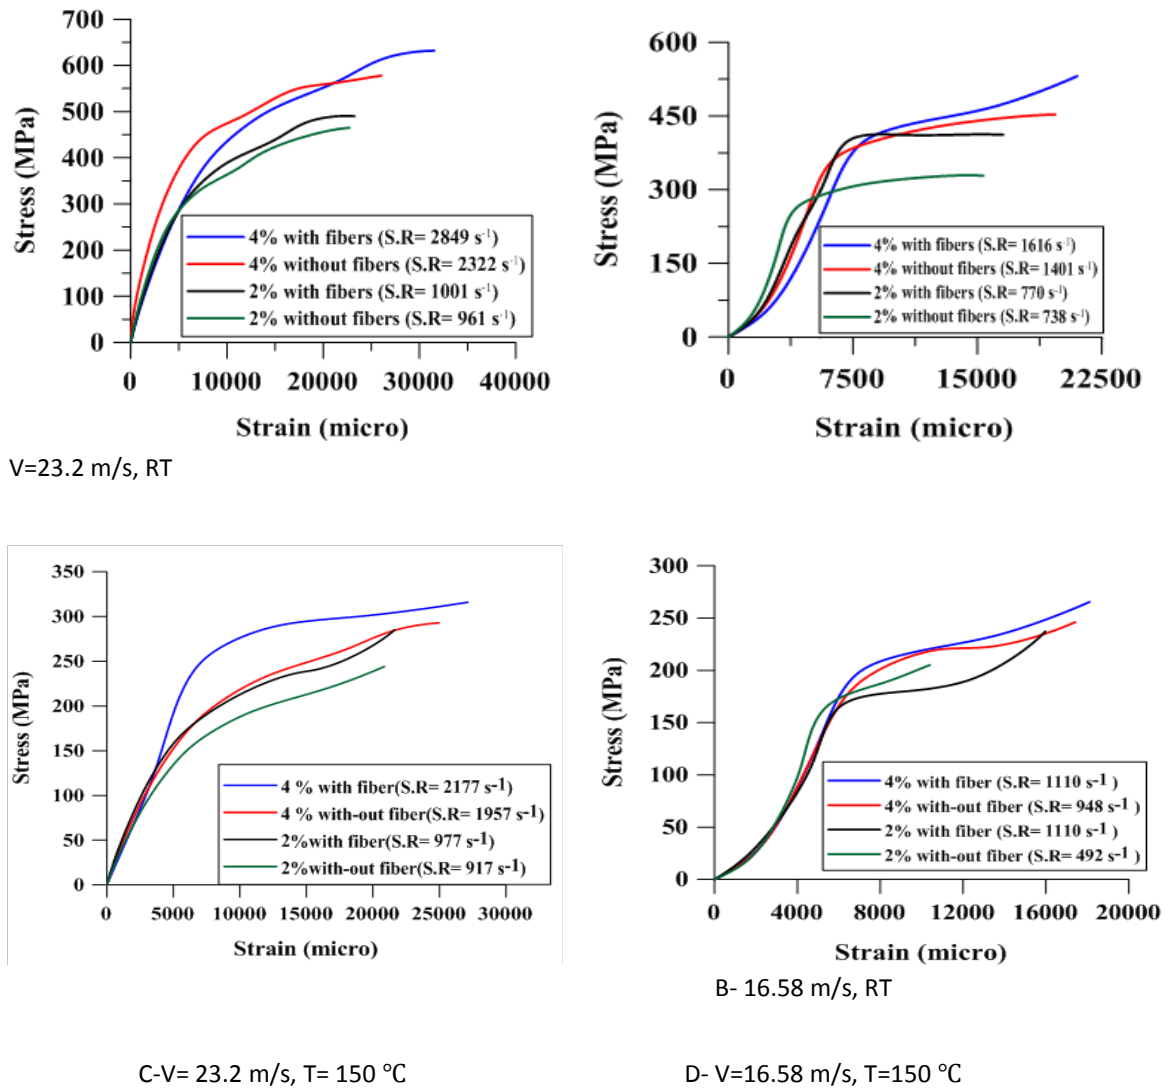 700
600
500
400
300
200
100
0
Stress (MPa)
4% with fibers (S.R= 2849 s⁻¹)
4% without fibers (S.R= 2322 s⁻¹)
2% with fibers (S.R= 1001 s⁻¹)
2% without fibers (S.R= 961 s⁻¹)
0 10000 20000 30000 40000
Strain (micro)
600
450
300
150
0
Stress (MPa)
4% with fibers (S.R= 1616 s⁻¹)
4% without fibers (S.R= 1401 s⁻¹)
2% with fibers (S.R= 770 s⁻¹)
2% without fibers (S.R= 738 s⁻¹)
0 7500 15000 22500
Strain (micro)
V=23.2 m/s, RT
350
300
250
200
150
100
50
0
Stress (MPa)
4 % with fiber(S.R= 2177 s⁻¹)
4 % with-out fiber(S.R= 1957 s⁻¹)
2%with fiber(S.R= 977 s⁻¹)
2%with-out fiber(S.R= 917 s⁻¹)
0 5000 10000 15000 20000 25000 30000
Strain (micro)
300
250
200
150
100
50
0
Stress (MPa)
4% with fiber (S.R= 1110 s⁻¹)
4% with-out fiber (S.R= 948 s⁻¹)
2% with fiber (S.R= 1110 s⁻¹)
2% with-out fiber (S.R= 492 s⁻¹ )
0 4000 8000 12000 16000 20000
Strain (micro)
B- 16.58 m/s, RT
C-V= 23.2 m/s, T= 150 ℃
D- V=16.58 m/s, T=150 ℃